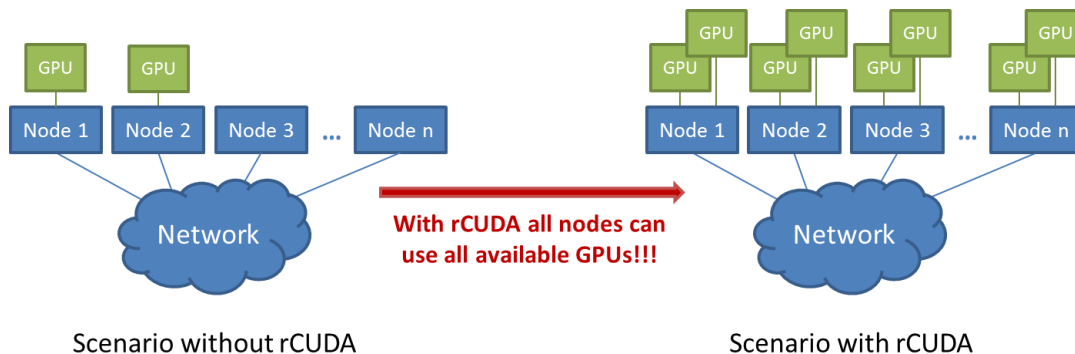 GPU
GPU
Node 1
Node 2
Node 3
...
Node n
Network
Scenario without rCUDA
With rCUDA all nodes can
use all available GPUs!!!
GPU
GPU
GPU
GPU
GPU
GPU
GPU
GPU
Node 1
Node 2
Node 3
...
Node n
Network
Scenario with rCUDA